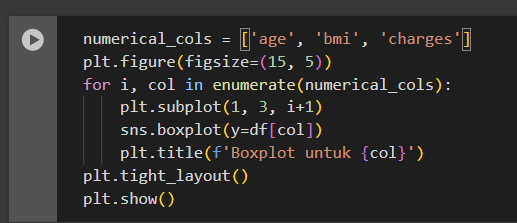 numerical_cols = ['age', 'bmi', 'charges']
plt.figure(figsize=(15, 5))
for i, col in enumerate(numerical_cols):
    plt.subplot(1, 3, i+1)
    sns.boxplot(y=df[col])
    plt.title(f'Boxplot untuk {col}')
plt.tight_layout()
plt.show()